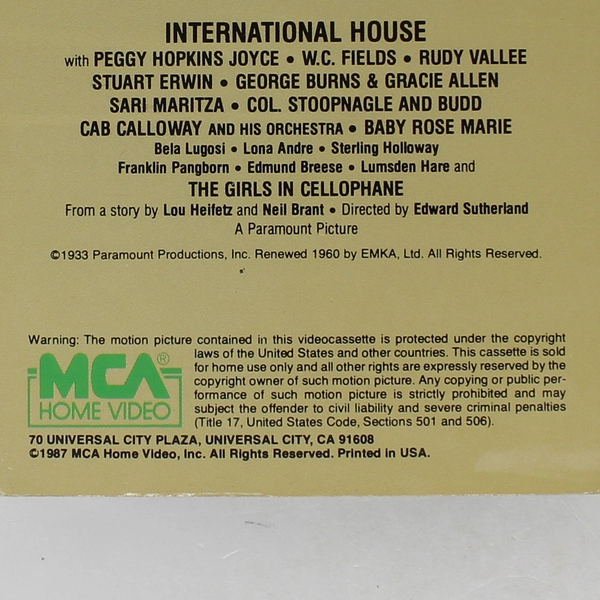 INTERNATIONAL HOUSE
with PEGGY HOPKINS JOYCE • W.C. FIELDS • RUDY VALLEE
STUART ERWIN • GEORGE BURNS & GRACIE ALLEN
SARI MARITZA • COL. STOOPNAGLE AND BUDD
CAB CALLOWAY AND HIS ORCHESTRA • BABY ROSE MARIE
Bela Lugosi • Lona Andre • Sterling Holloway
Franklin Pangborn • Edmund Breese • Lumsden Hare and
THE GIRLS IN CELLOPHANE
From a story by Lou Heifetz and Neil Brant • Directed by Edward Sutherland
A Paramount Picture
©1933 Paramount Productions, Inc. Renewed 1960 by EMKA, Ltd. All Rights Reserved.
Warning: The motion picture contained in this videocassette is protected under the copyright
laws of the United States and other countries. This cassette is sold
for home use only and all other rights are expressly reserved by the
copyright owner of such motion picture. Any copying or public per-
formance of such motion picture is strictly prohibited and may
subject the offender to civil liability and severe criminal penalties
(Title 17, United States Code, Sections 501 and 506).
MCA®
HOME VIDEO
70 UNIVERSAL CITY PLAZA, UNIVERSAL CITY, CA 91608
©1987 MCA Home Video, Inc. All Rights Reserved. Printed in USA.